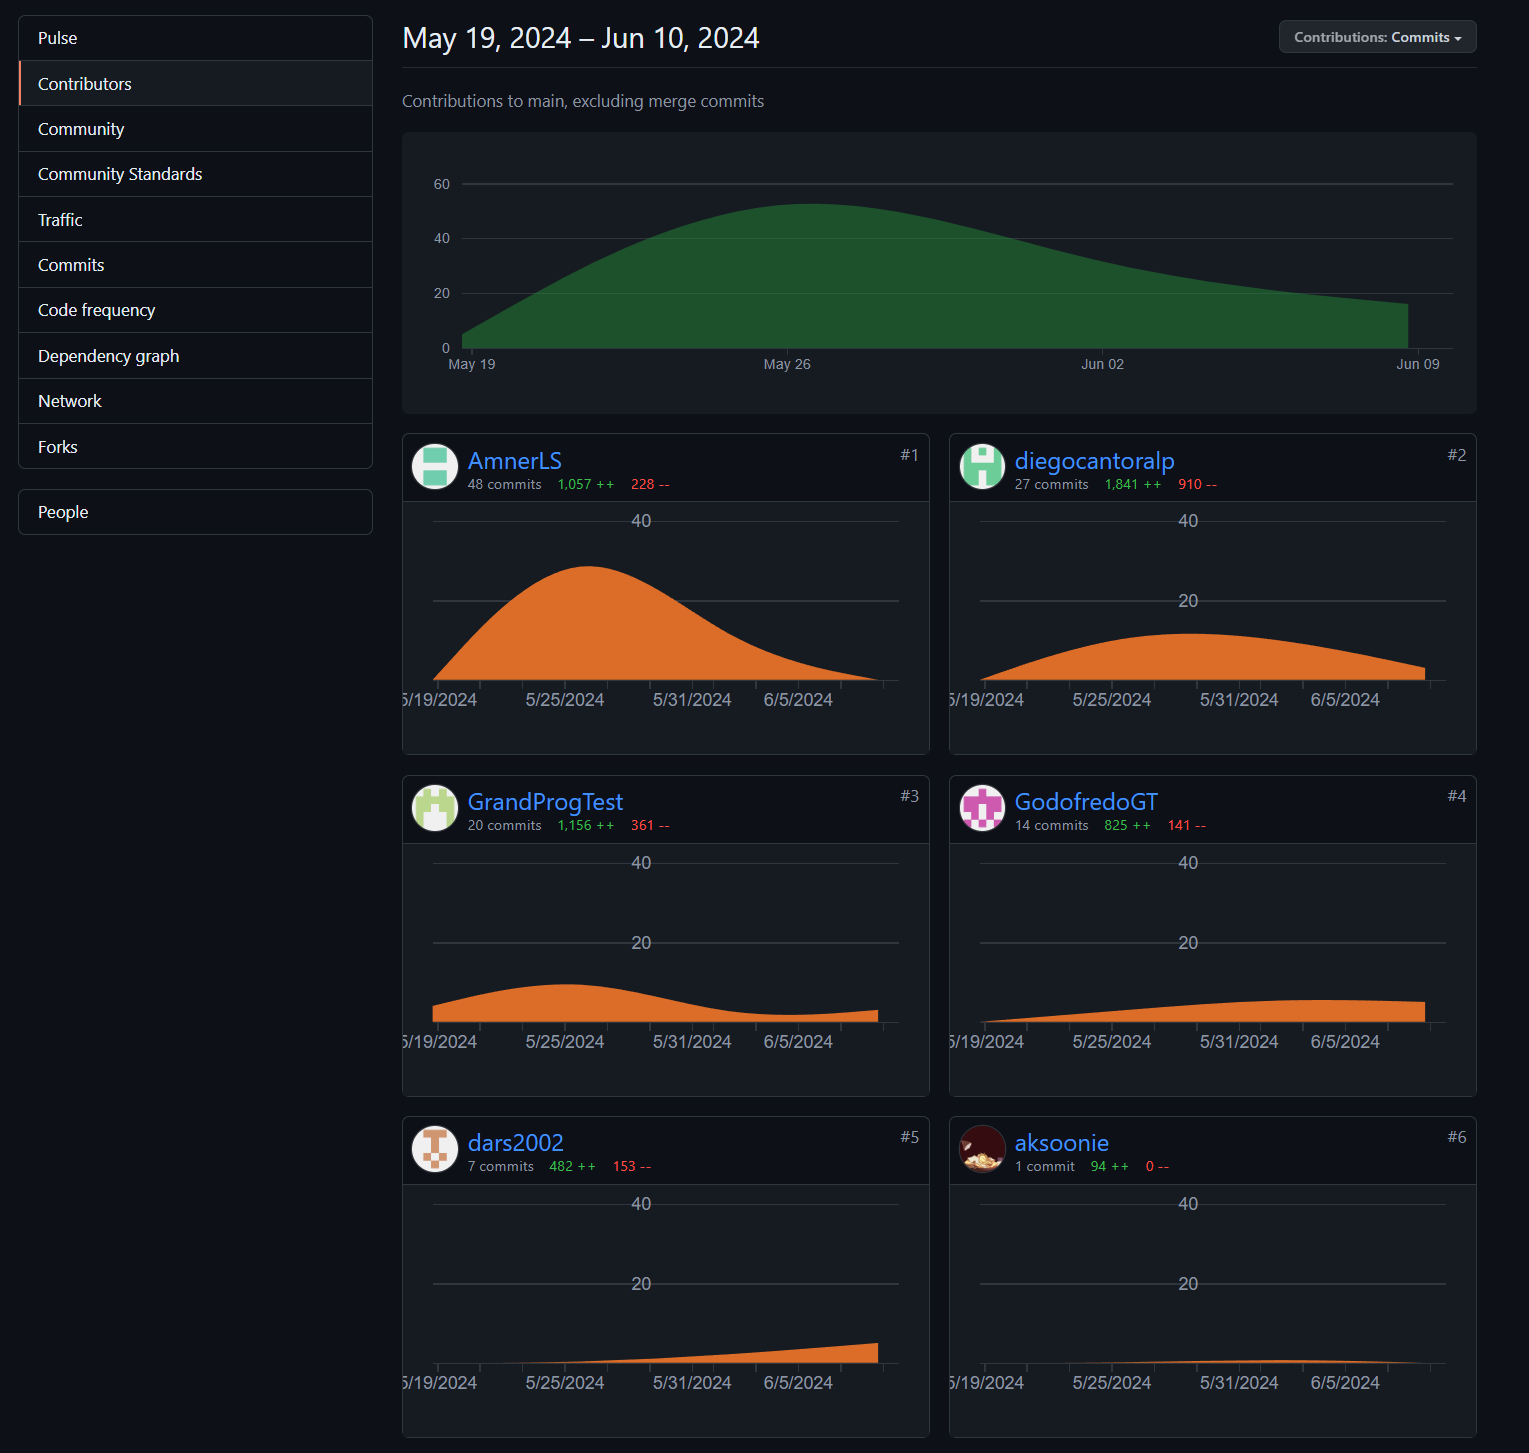 Pulse
Contributors
Community
Community Standards
Traffic
Commits
Code frequency
Dependency graph
Network
Forks
People
May 19, 2024 – Jun 10, 2024
Contributions: Commits
Contributions to main, excluding merge commits
60
40
20
0
May 19 May 26 Jun 02 Jun 09
AmnerLS #1
48 commits 1,057 ++ 228 --
40
5/19/2024 5/25/2024 5/31/2024 6/5/2024
diegocantoralp #2
27 commits 1,841 ++ 910 --
40
20
5/19/2024 5/25/2024 5/31/2024 6/5/2024
GrandProgTest #3
20 commits 1,156 ++ 361 --
40
20
5/19/2024 5/25/2024 5/31/2024 6/5/2024
GodofredoGT #4
14 commits 825 ++ 141 --
40
20
5/19/2024 5/25/2024 5/31/2024 6/5/2024
dars2002 #5
7 commits 482 ++ 153 --
40
20
5/19/2024 5/25/2024 5/31/2024 6/5/2024
aksoonie #6
1 commit 94 ++ 0 --
40
20
5/19/2024 5/25/2024 5/31/2024 6/5/2024